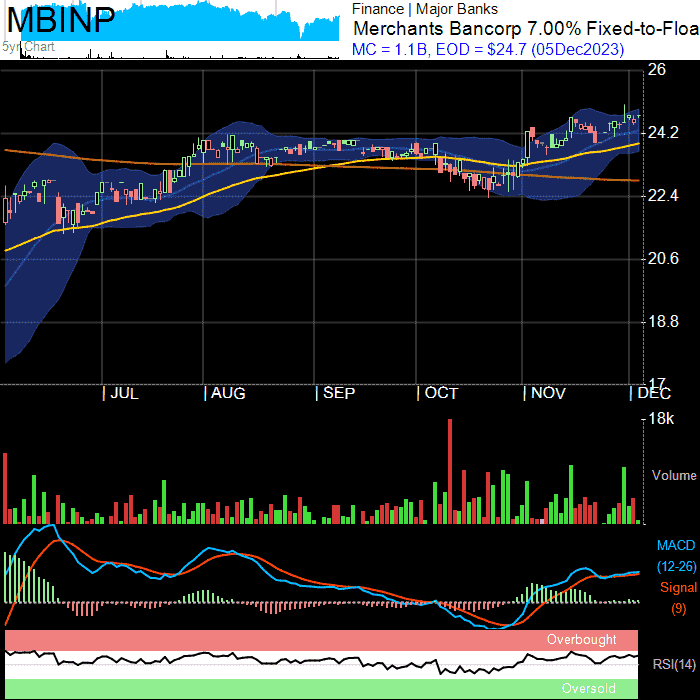 MBINP
5yr Chart
Finance | Major Banks
Merchants Bancorp 7.00% Fixed-to-Floa
MC = 1.1B, EOD = $24.7 (05Dec2023)
26
24.2
22.4
20.6
18.8
17
| JUL | AUG | SEP | OCT | NOV | DEC
18k
Volume
MACD
(12-26)
Signal
(9)
Overbought
RSI(14)
Oversold